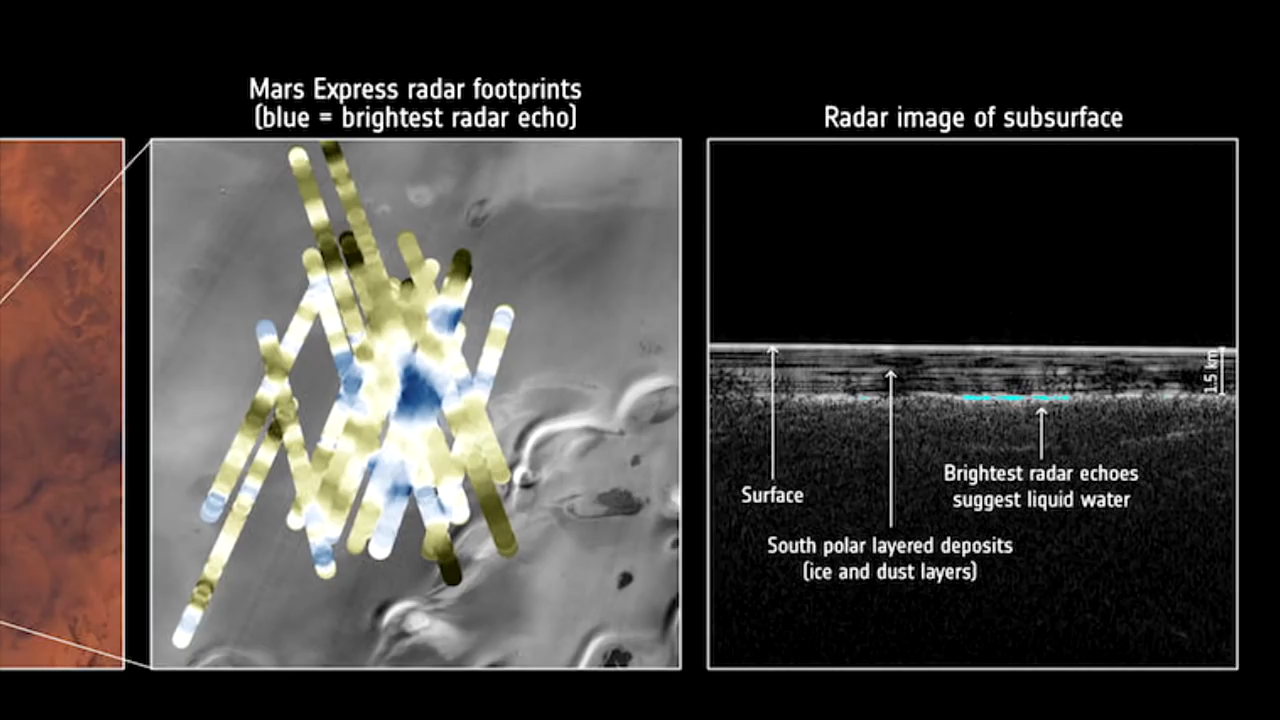 Mars Express radar footprints
(blue = brightest radar echo)
Radar image of subsurface
1.5 km
Surface
Brightest radar echoes
suggest liquid water
South polar layered deposits
(ice and dust layers)